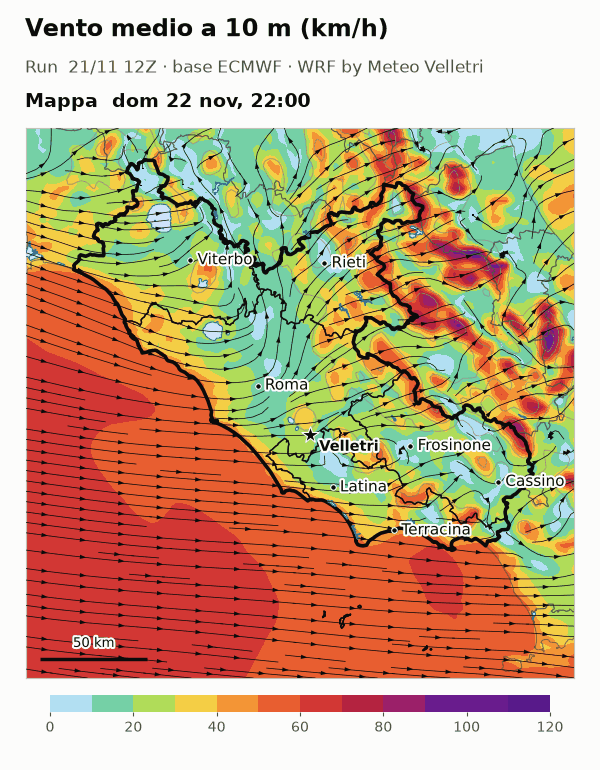 Vento medio a 10 m (km/h)
Run  21/11 12Z · base ECMWF · WRF by Meteo Velletri
Mappa  dom 22 nov, 22:00
Viterbo
Rieti
Roma
Velletri
Frosinone
Cassino
Latina
Terracina
50 km
0 20 40 60 80 100 120